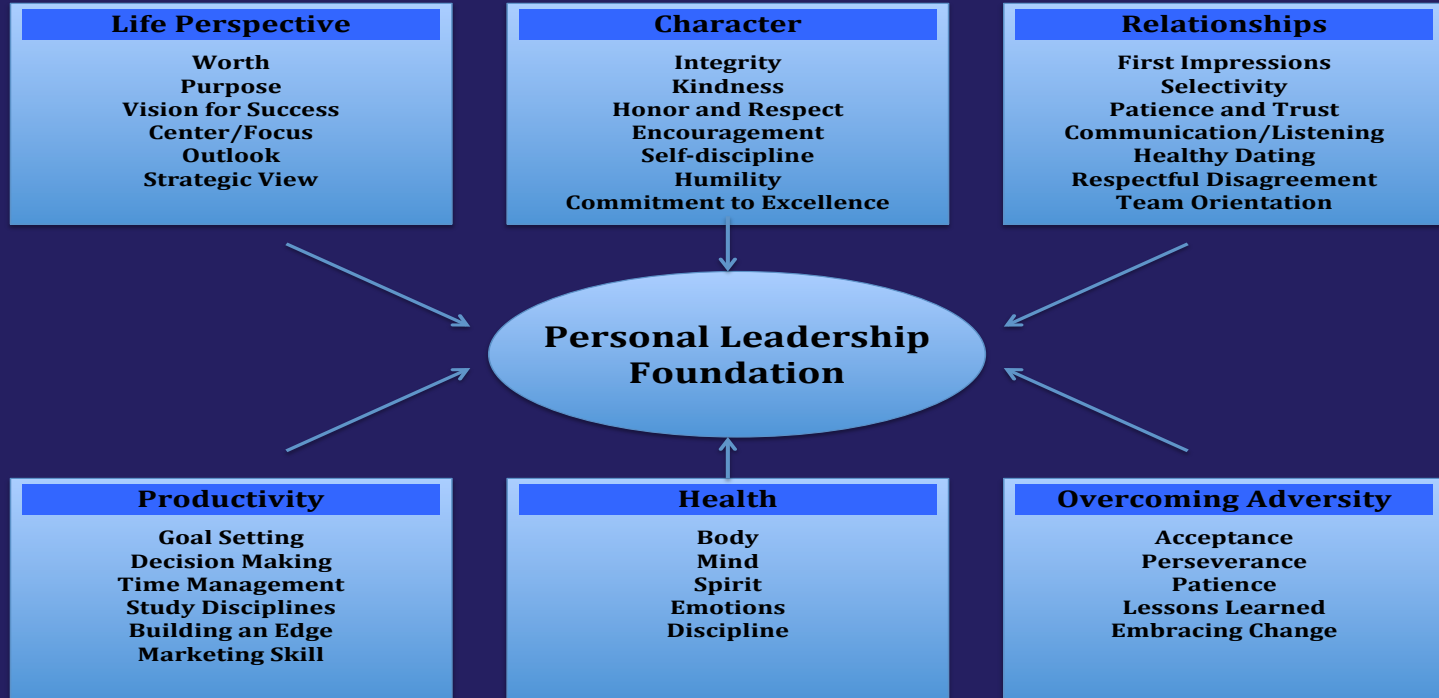 Life Perspective
Worth
Purpose
Vision for Success
Center/Focus
Outlook
Strategic View
Character
Integrity
Kindness
Honor and Respect
Encouragement
Self-discipline
Humility
Commitment to Excellence
Relationships
First Impressions
Selectivity
Patience and Trust
Communication/Listening
Healthy Dating
Respectful Disagreement
Team Orientation
Personal Leadership
Foundation
Productivity
Goal Setting
Decision Making
Time Management
Study Disciplines
Building an Edge
Marketing Skill
Health
Body
Mind
Spirit
Emotions
Discipline
Overcoming Adversity
Acceptance
Perseverance
Patience
Lessons Learned
Embracing Change